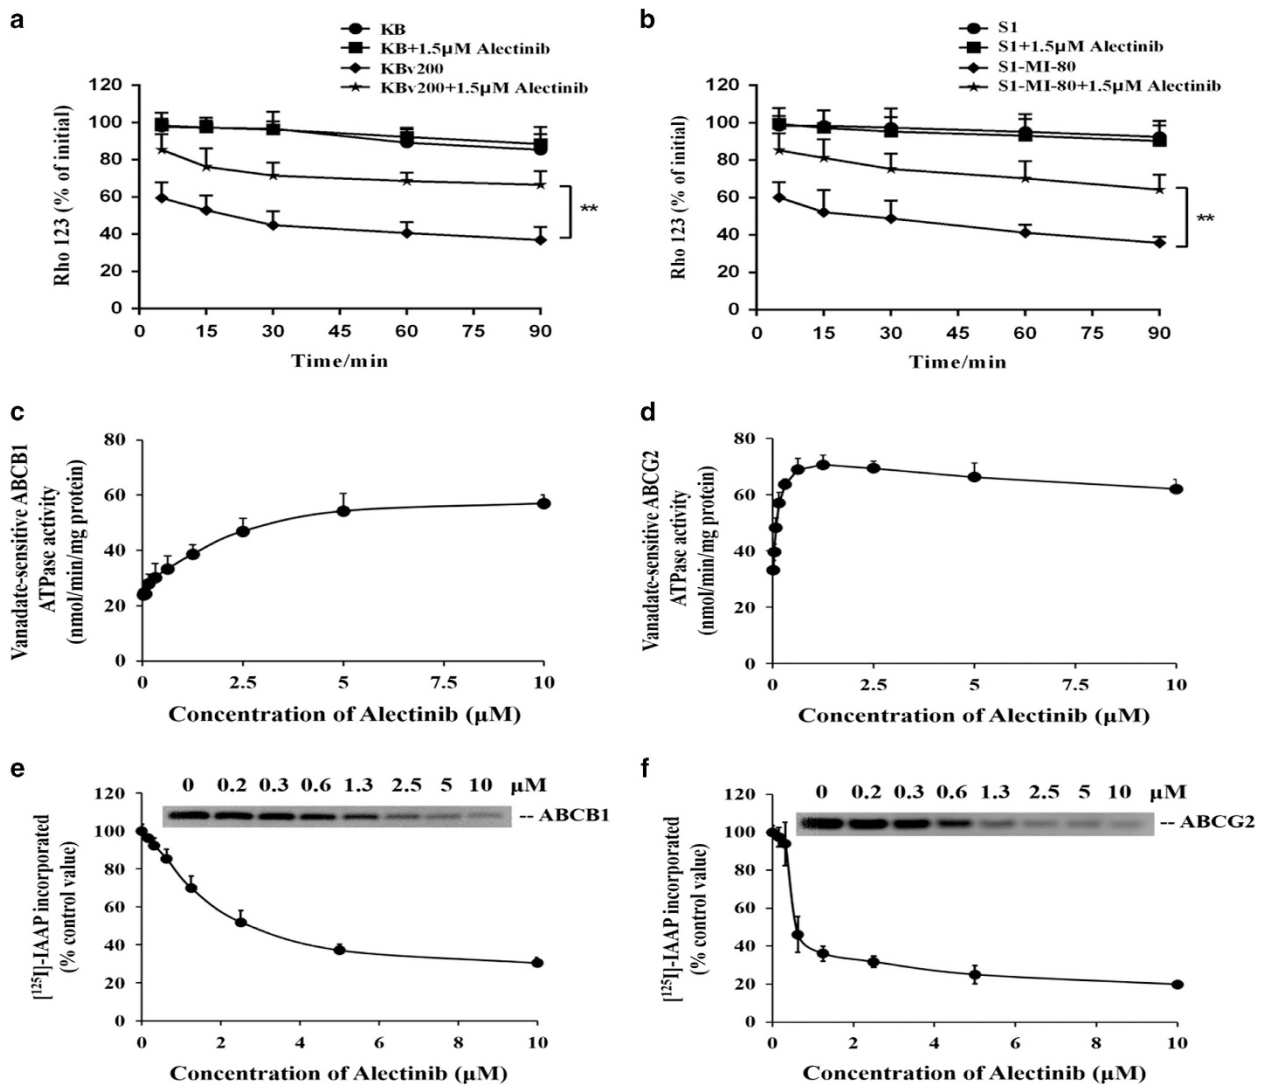 a
KB
KB+1.5µM Alectinib
KBv200
KBv200+1.5µM Alectinib
Rho 123 (% of initial)
120
100
80
60
40
20
0
**
0 15 30 45 60 75 90
Time/min
b
S1
S1+1.5µM Alectinib
S1-MI-80
S1-MI-80+1.5µM Alectinib
Rho 123 (% of initial)
120
100
80
60
40
20
0
**
0 15 30 45 60 75 90
Time/min
c
Vanadate-sensitive ABCB1
ATPase activity
(nmol/min/mg protein)
80
60
40
20
0
0 2.5 5 7.5 10
Concentration of Alectinib (µM)
d
Vanadate-sensitive ABCG2
ATPase activity
(nmol/min/mg protein)
80
60
40
20
0
0 2.5 5 7.5 10
Concentration of Alectinib (µM)
e
0 0.2 0.3 0.6 1.3 2.5 5 10 µM
-- ABCB1
[125I]-IAAP incorporated
(% control value)
120
100
80
60
40
20
0
0 2 4 6 8 10
Concentration of Alectinib (µM)
f
0 0.2 0.3 0.6 1.3 2.5 5 10 µM
-- ABCG2
[125I]-IAAP incorporated
(% control value)
120
100
80
60
40
20
0
0 2 4 6 8 10
Concentration of Alectinib (µM)